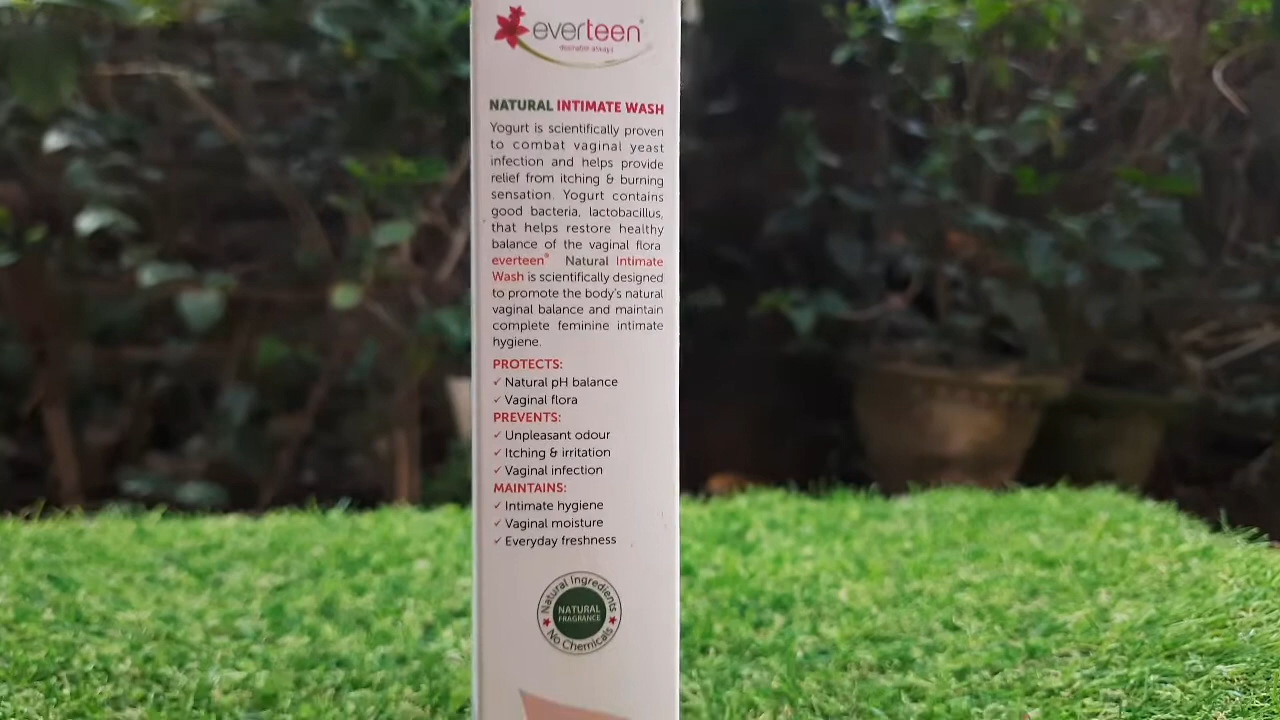 everteen®
desirable always
NATURAL INTIMATE WASH
Yogurt is scientifically proven
to combat vaginal yeast
infection and helps provide
relief from itching & burning
sensation. Yogurt contains
good bacteria, lactobacillus,
that helps restore healthy
balance of the vaginal flora
everteen® Natural Intimate
Wash is scientifically designed
to promote the body's natural
vaginal balance and maintain
complete feminine intimate
hygiene.
PROTECTS:
✓ Natural pH balance
✓ Vaginal flora
PREVENTS:
✓ Unpleasant odour
✓ Itching & irritation
✓ Vaginal infection
MAINTAINS:
✓ Intimate hygiene
✓ Vaginal moisture
✓ Everyday freshness
Natural Ingredients
NATURAL
FRAGRANCE
No Chemicals